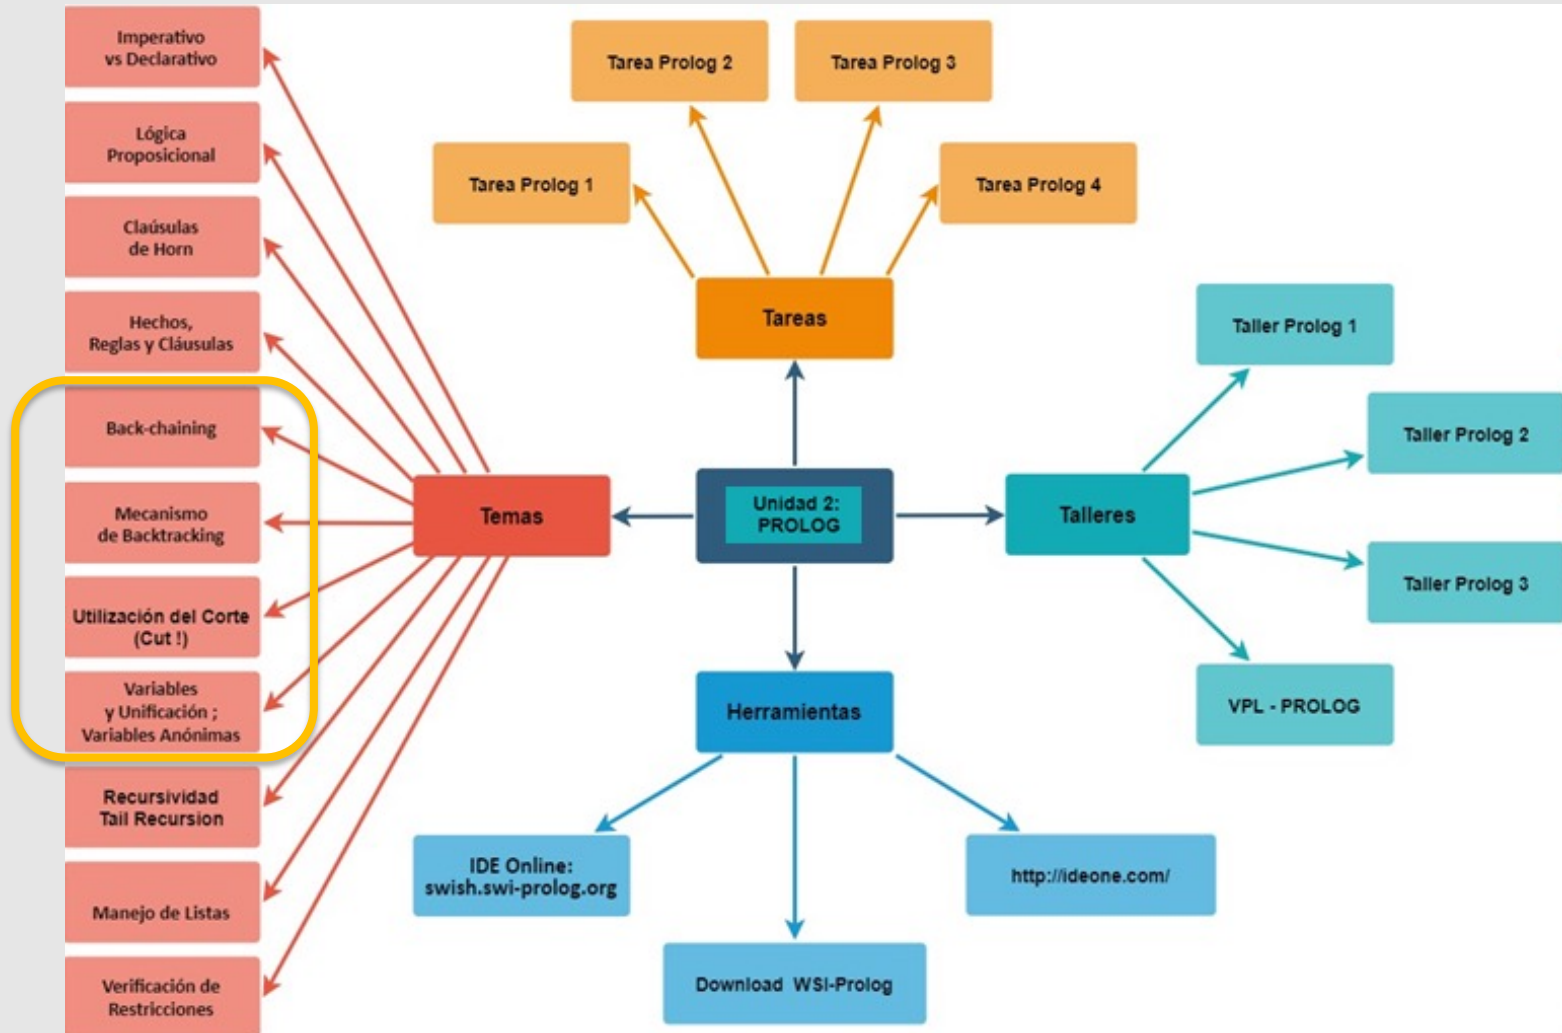 Imperativo
vs Declarativo
Lógica
Proposicional
Claúsulas
de Horn
Hechos,
Reglas y Cláusulas
Back-chaining
Mecanismo
de Backtracking
Utilización del Corte
(Cut !)
Variables
y Unificación ;
Variables Anónimas
Recursividad
Tail Recursion
Manejo de Listas
Verificación de
Restricciones
Temas
Tarea Prolog 1
Tarea Prolog 2
Tarea Prolog 3
Tarea Prolog 4
Tareas
Unidad 2:
PROLOG
Talleres
Taller Prolog 1
Taller Prolog 2
Taller Prolog 3
VPL - PROLOG
Herramientas
IDE Online:
swish.swi-prolog.org
Download WSI-Prolog
http://ideone.com/